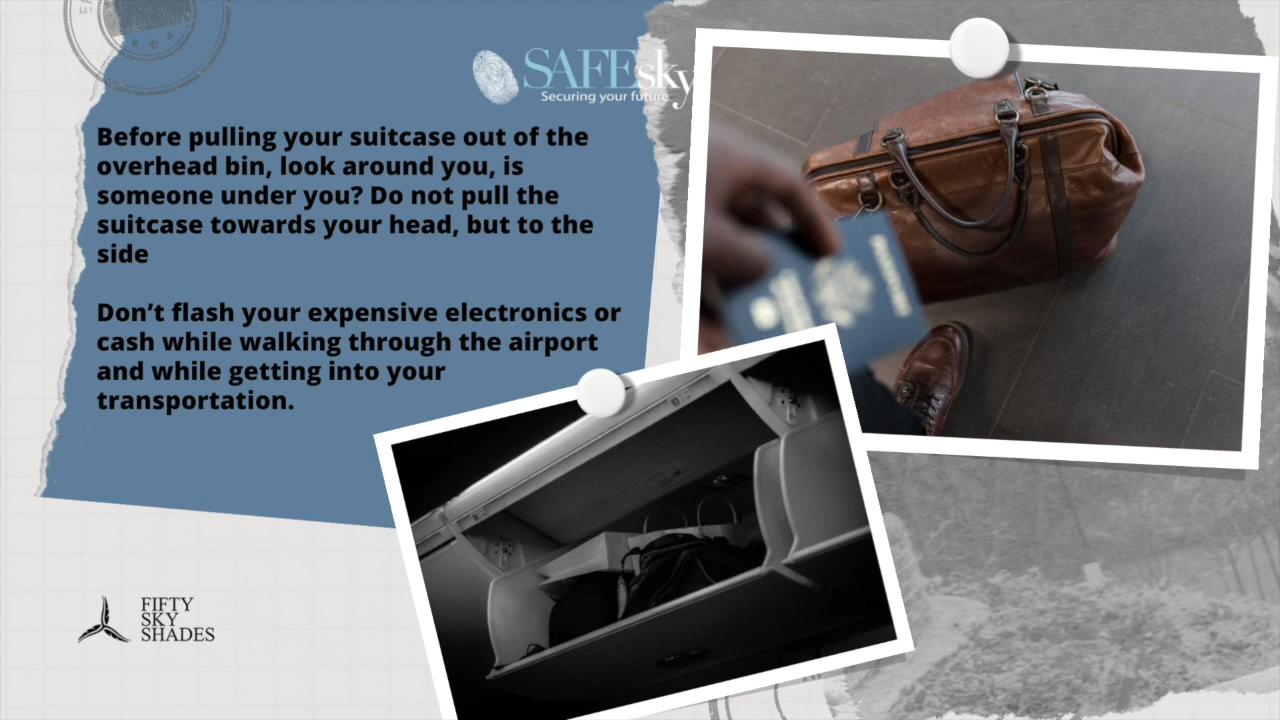 SAFEsky
Securing your future
Before pulling your suitcase out of the
overhead bin, look around you, is
someone under you? Do not pull the
suitcase towards your head, but to the
side
Don’t flash your expensive electronics or
cash while walking through the airport
and while getting into your
transportation.
FIFTY
SKY
SHADES